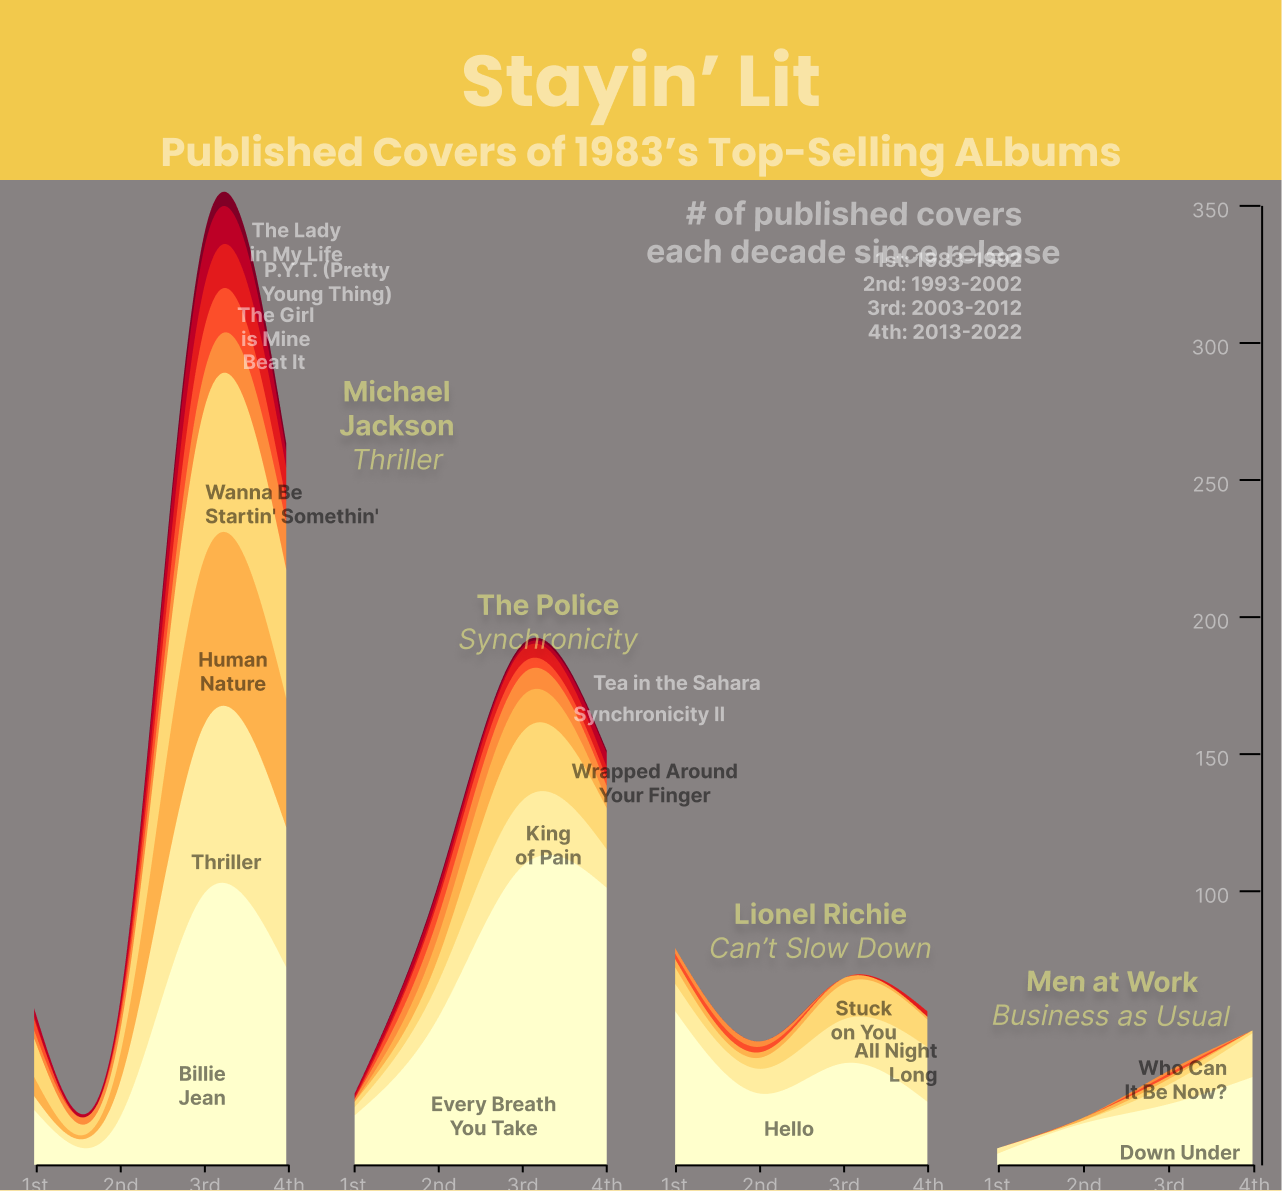 Stayin’ Lit
Published Covers of 1983’s Top-Selling ALbums
# of published covers
each decade since release
1st: 1983-1992
2nd: 1993-2002
3rd: 2003-2012
4th: 2013-2022
350
300
250
200
150
100
The Lady
in My Life
P.Y.T. (Pretty
Young Thing)
The Girl
is Mine
Beat It
Michael
Jackson
Thriller
Wanna Be
Startin' Somethin'
Human
Nature
Thriller
Billie
Jean
The Police
Synchronicity
Tea in the Sahara
Synchronicity II
Wrapped Around
Your Finger
King
of Pain
Every Breath
You Take
Lionel Richie
Can’t Slow Down
Stuck
on You
All Night
Long
Hello
Men at Work
Business as Usual
Who Can
It Be Now?
Down Under
1st 2nd 3rd 4th 1st 2nd 3rd 4th 1st 2nd 3rd 4th 1st 2nd 3rd 4th